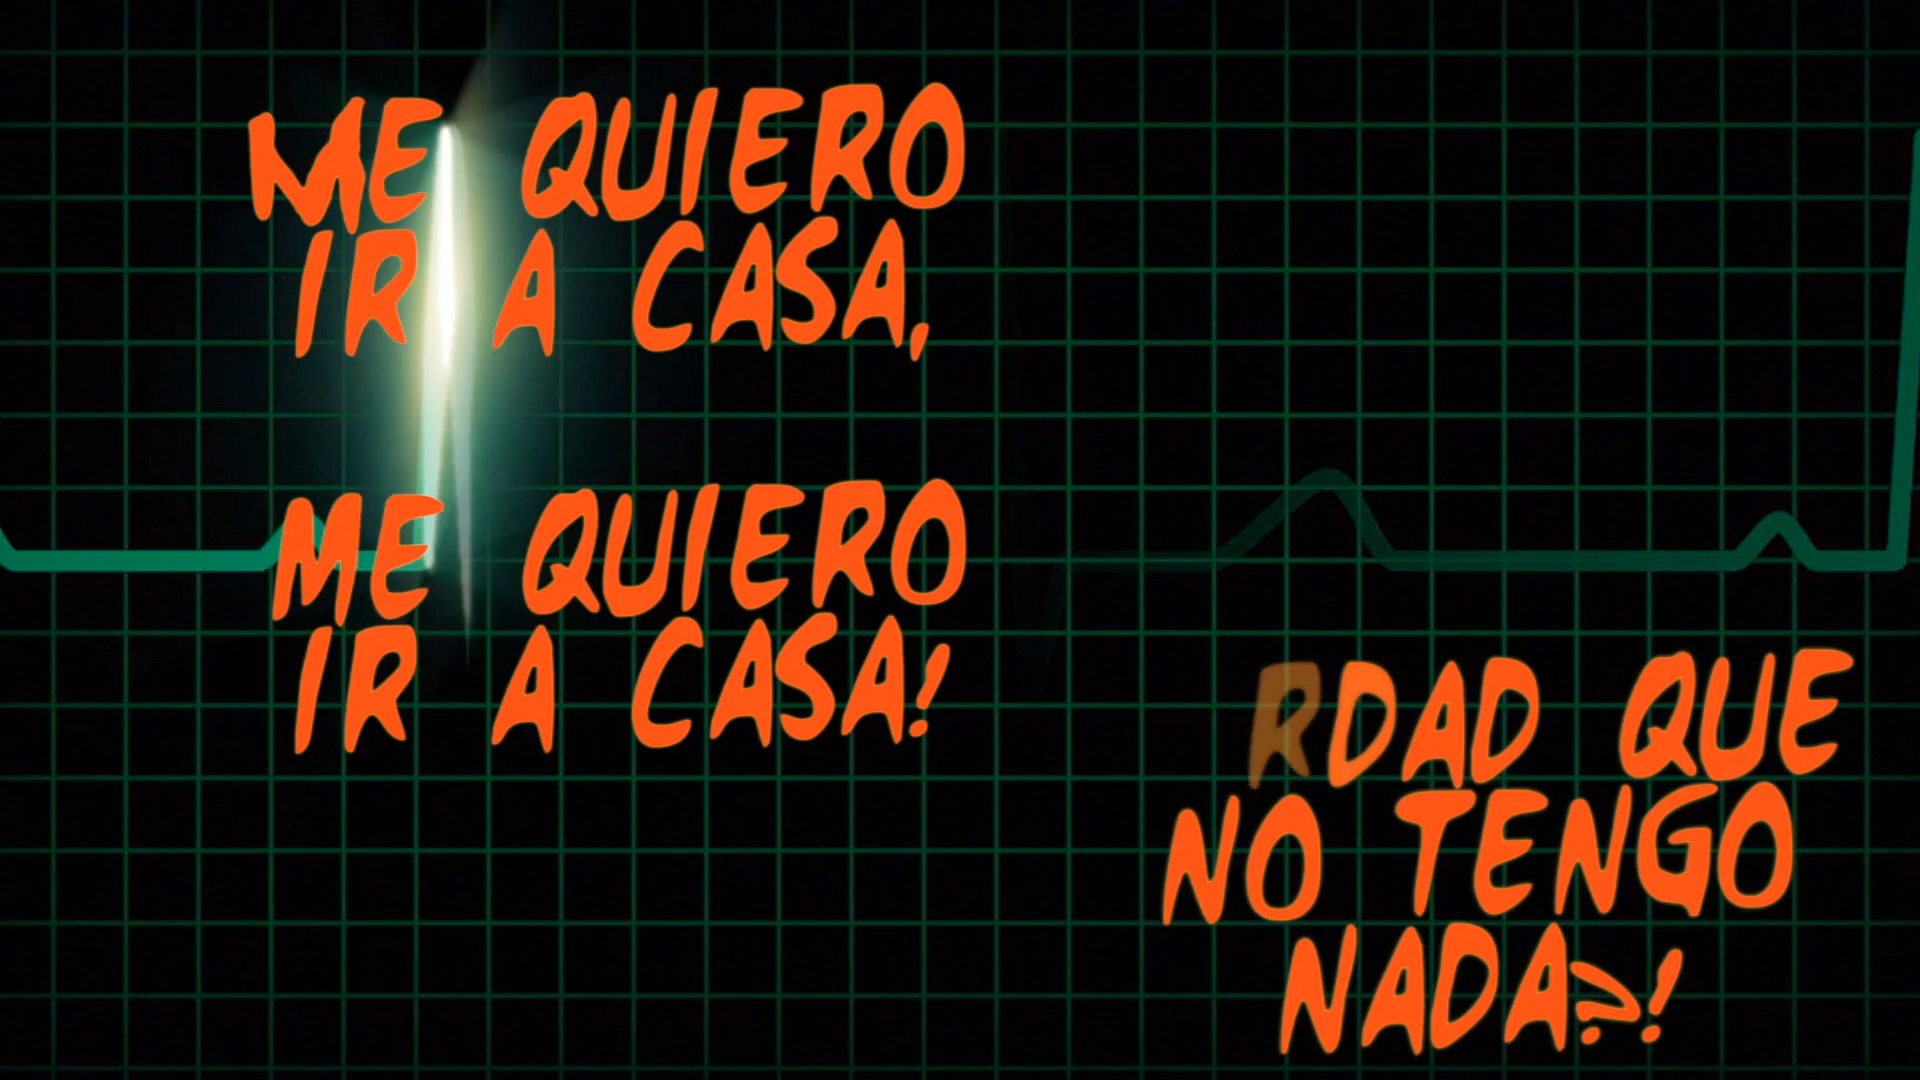 ME QUIERO
IR A CASA,
ME QUIERO
IR A CASA!
RDAD QUE
NO TENGO
NADA?!